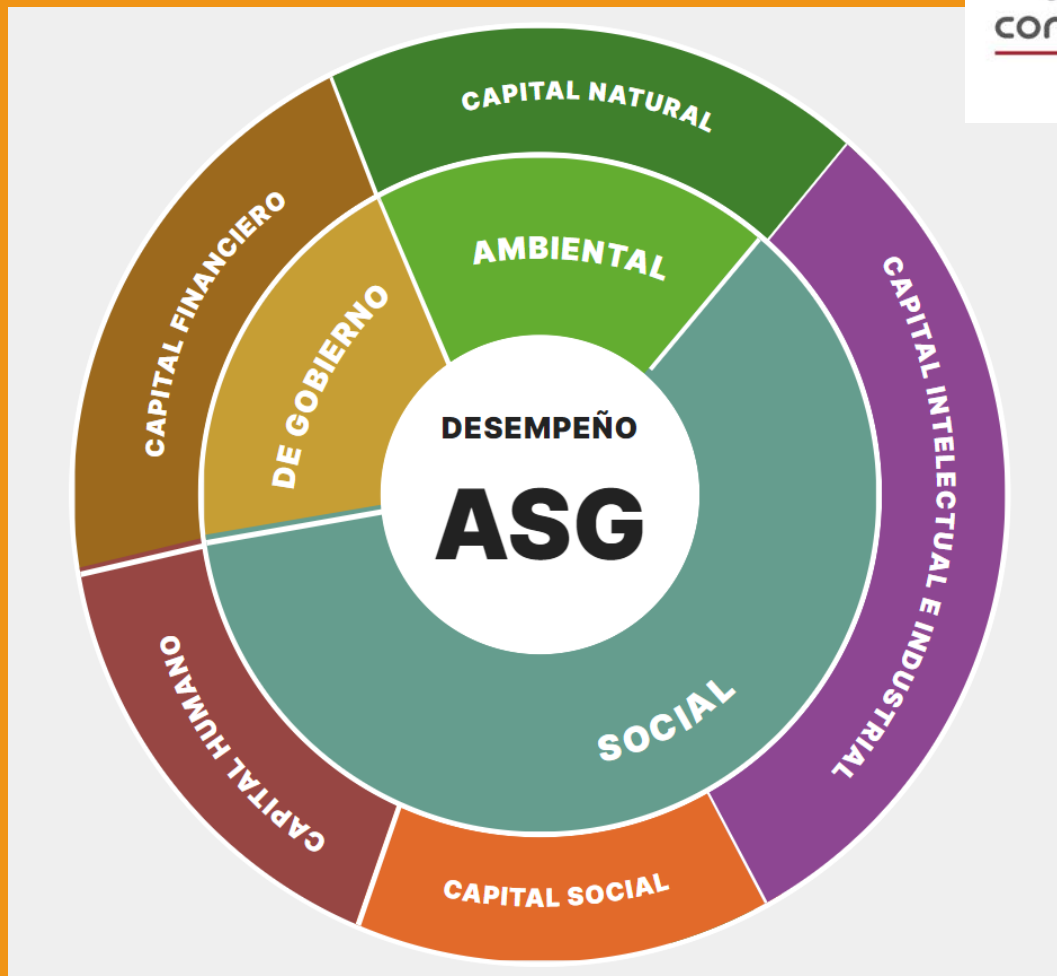 CAPITAL NATURAL
AMBIENTAL
CAPITAL FINANCIERO
DE GOBIERNO
CAPITAL INTELECTUAL E INDUSTRIAL
DESEMPEÑO
ASG
SOCIAL
CAPITAL HUMANO
CAPITAL SOCIAL